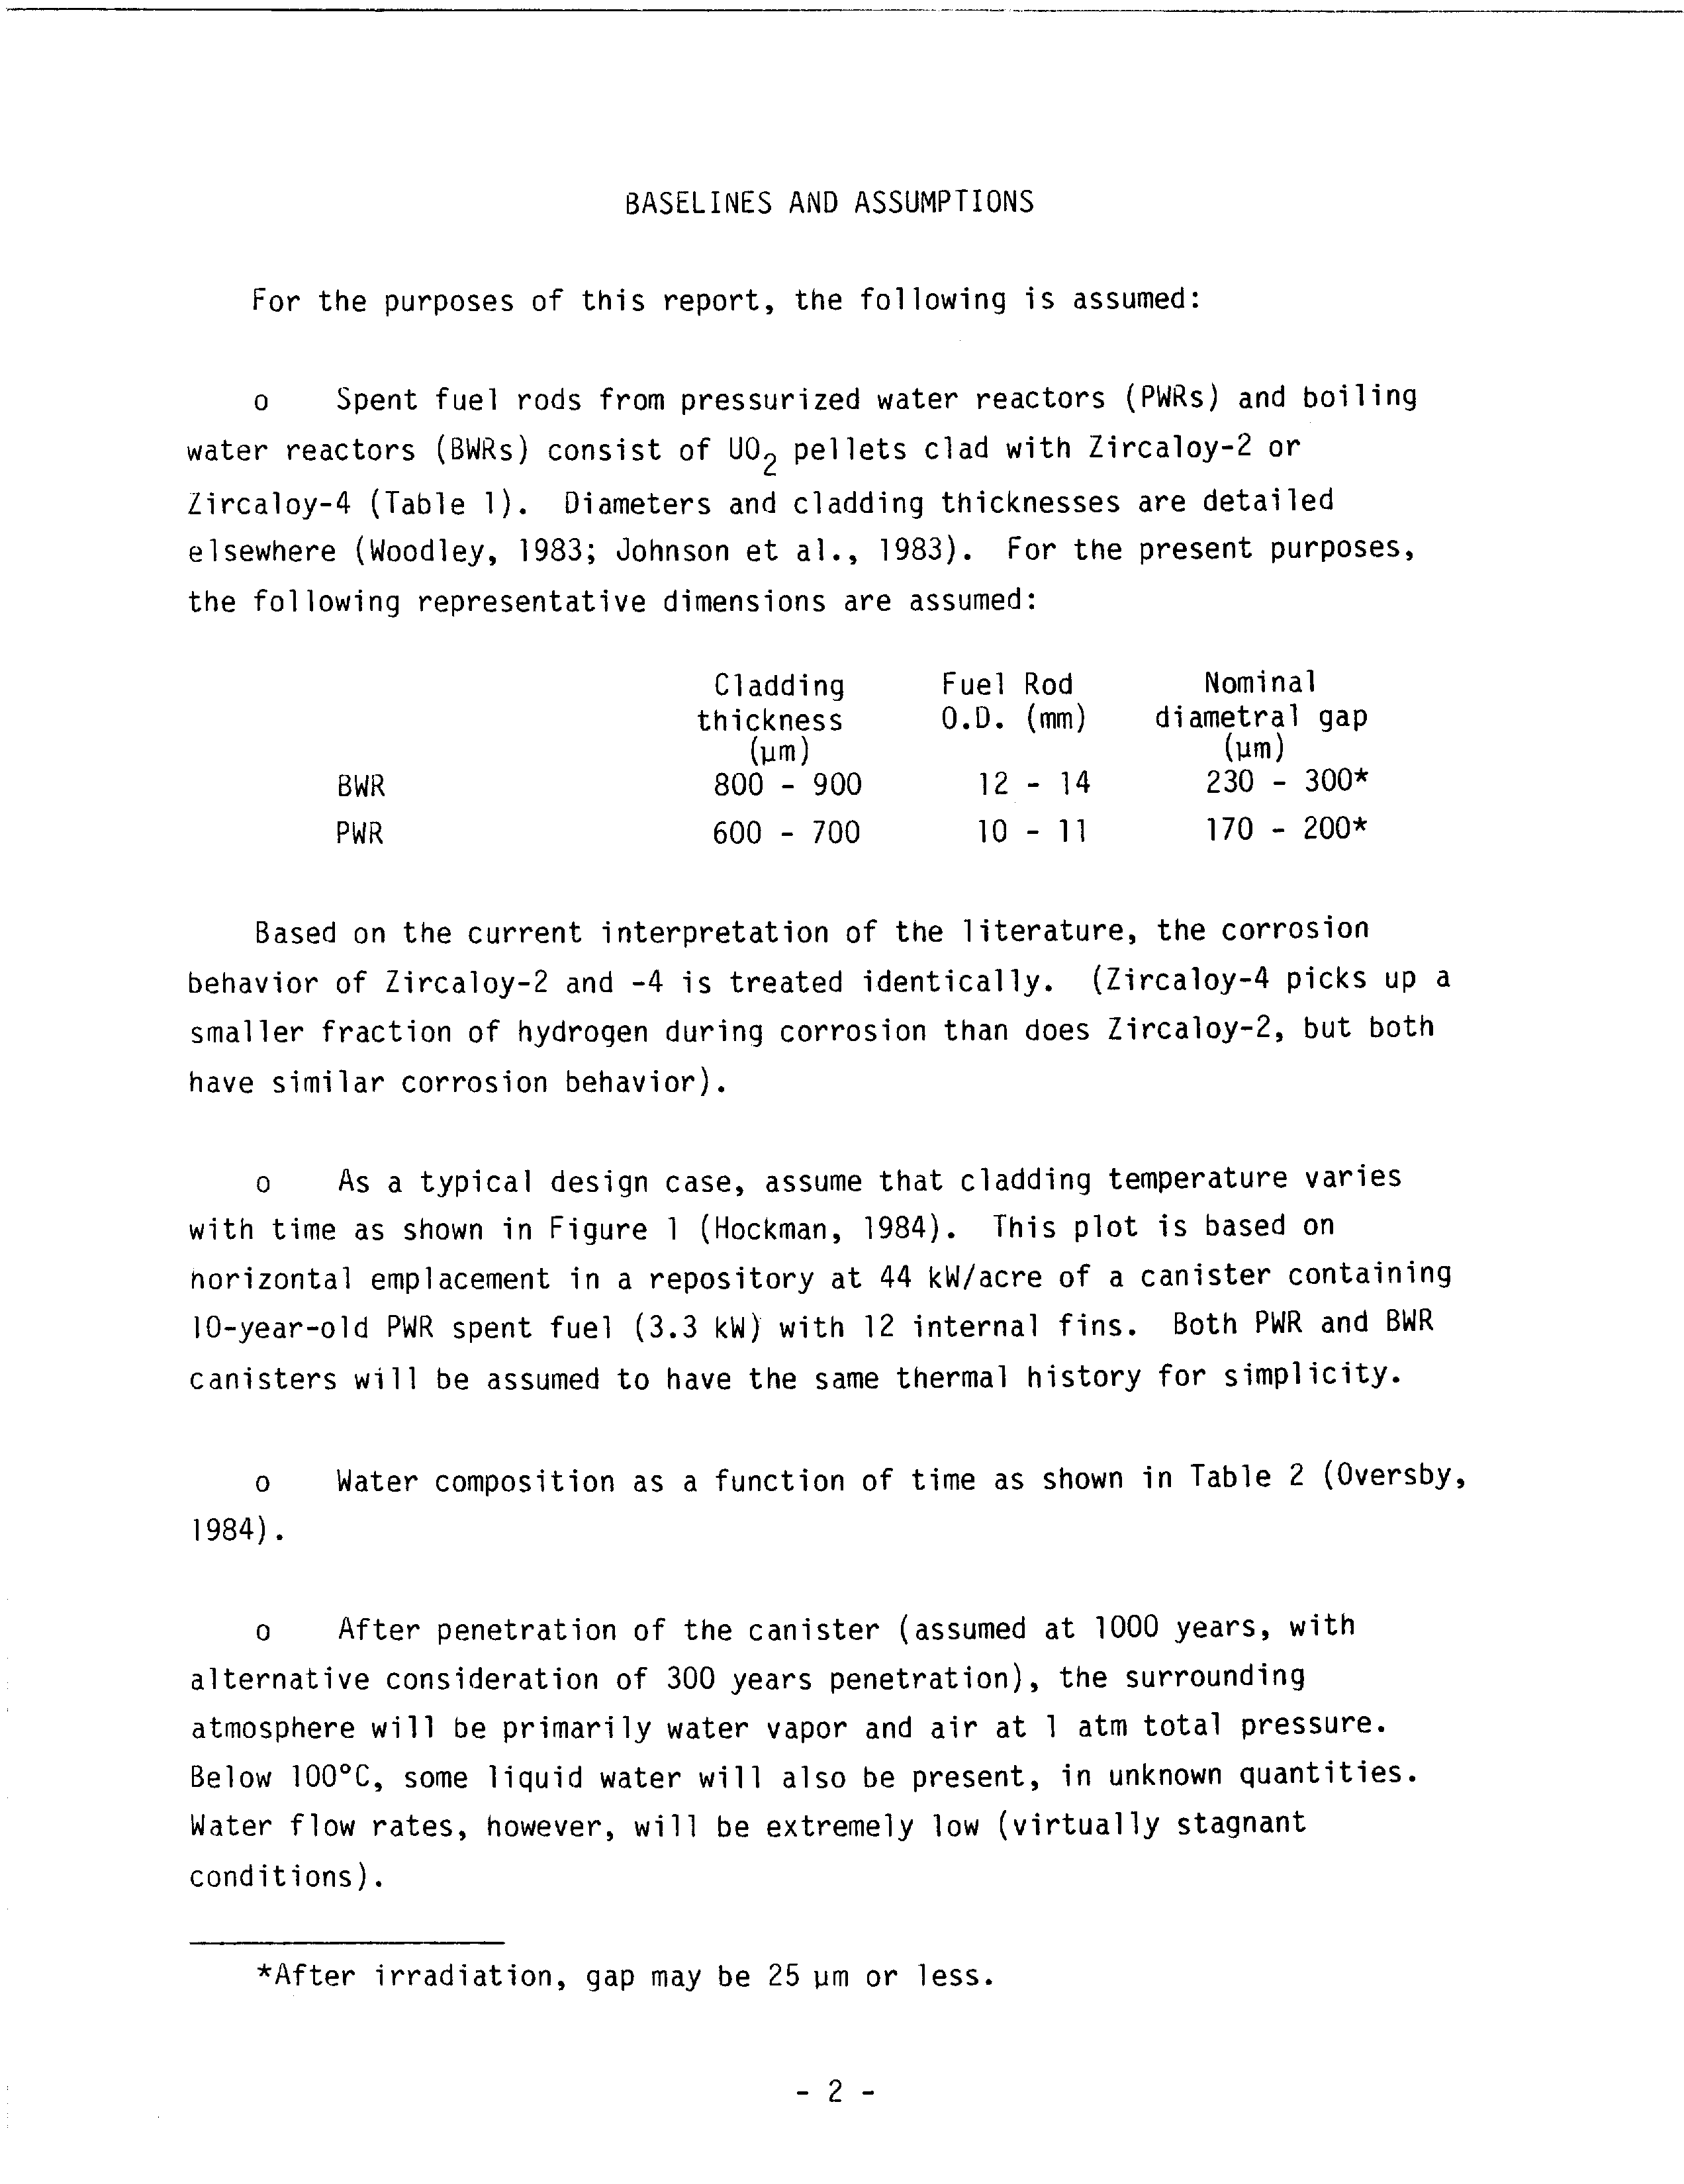 BASELINES AND ASSUMPTIONS
For the purposes of this report, the following is assumed:
o Spent fuel rods from pressurized water reactors (PWRs) and boiling
water reactors (BWRs) consist of UO2 pellets clad with Zircaloy-2 or
Zircaloy-4 (Table 1). Diameters and cladding thicknesses are detailed
elsewhere (Woodley, 1983; Johnson et al., 1983). For the present purposes,
the following representative dimensions are assumed:
Cladding Fuel Rod Nominal
thickness O.D. (mm) diametral gap
(µm) (µm)
BWR 800 - 900 12 - 14 230 - 300*
PWR 600 - 700 10 - 11 170 - 200*
Based on the current interpretation of the literature, the corrosion
behavior of Zircaloy-2 and -4 is treated identically. (Zircaloy-4 picks up a
smaller fraction of hydrogen during corrosion than does Zircaloy-2, but both
have similar corrosion behavior).
o As a typical design case, assume that cladding temperature varies
with time as shown in Figure 1 (Hockman, 1984). This plot is based on
horizontal emplacement in a repository at 44 kW/acre of a canister containing
10-year-old PWR spent fuel (3.3 kW) with 12 internal fins. Both PWR and BWR
canisters will be assumed to have the same thermal history for simplicity.
o Water composition as a function of time as shown in Table 2 (Oversby,
1984).
o After penetration of the canister (assumed at 1000 years, with
alternative consideration of 300 years penetration), the surrounding
atmosphere will be primarily water vapor and air at 1 atm total pressure.
Below 100°C, some liquid water will also be present, in unknown quantities.
Water flow rates, however, will be extremely low (virtually stagnant
conditions).
*After irradiation, gap may be 25 µm or less.
- 2 -